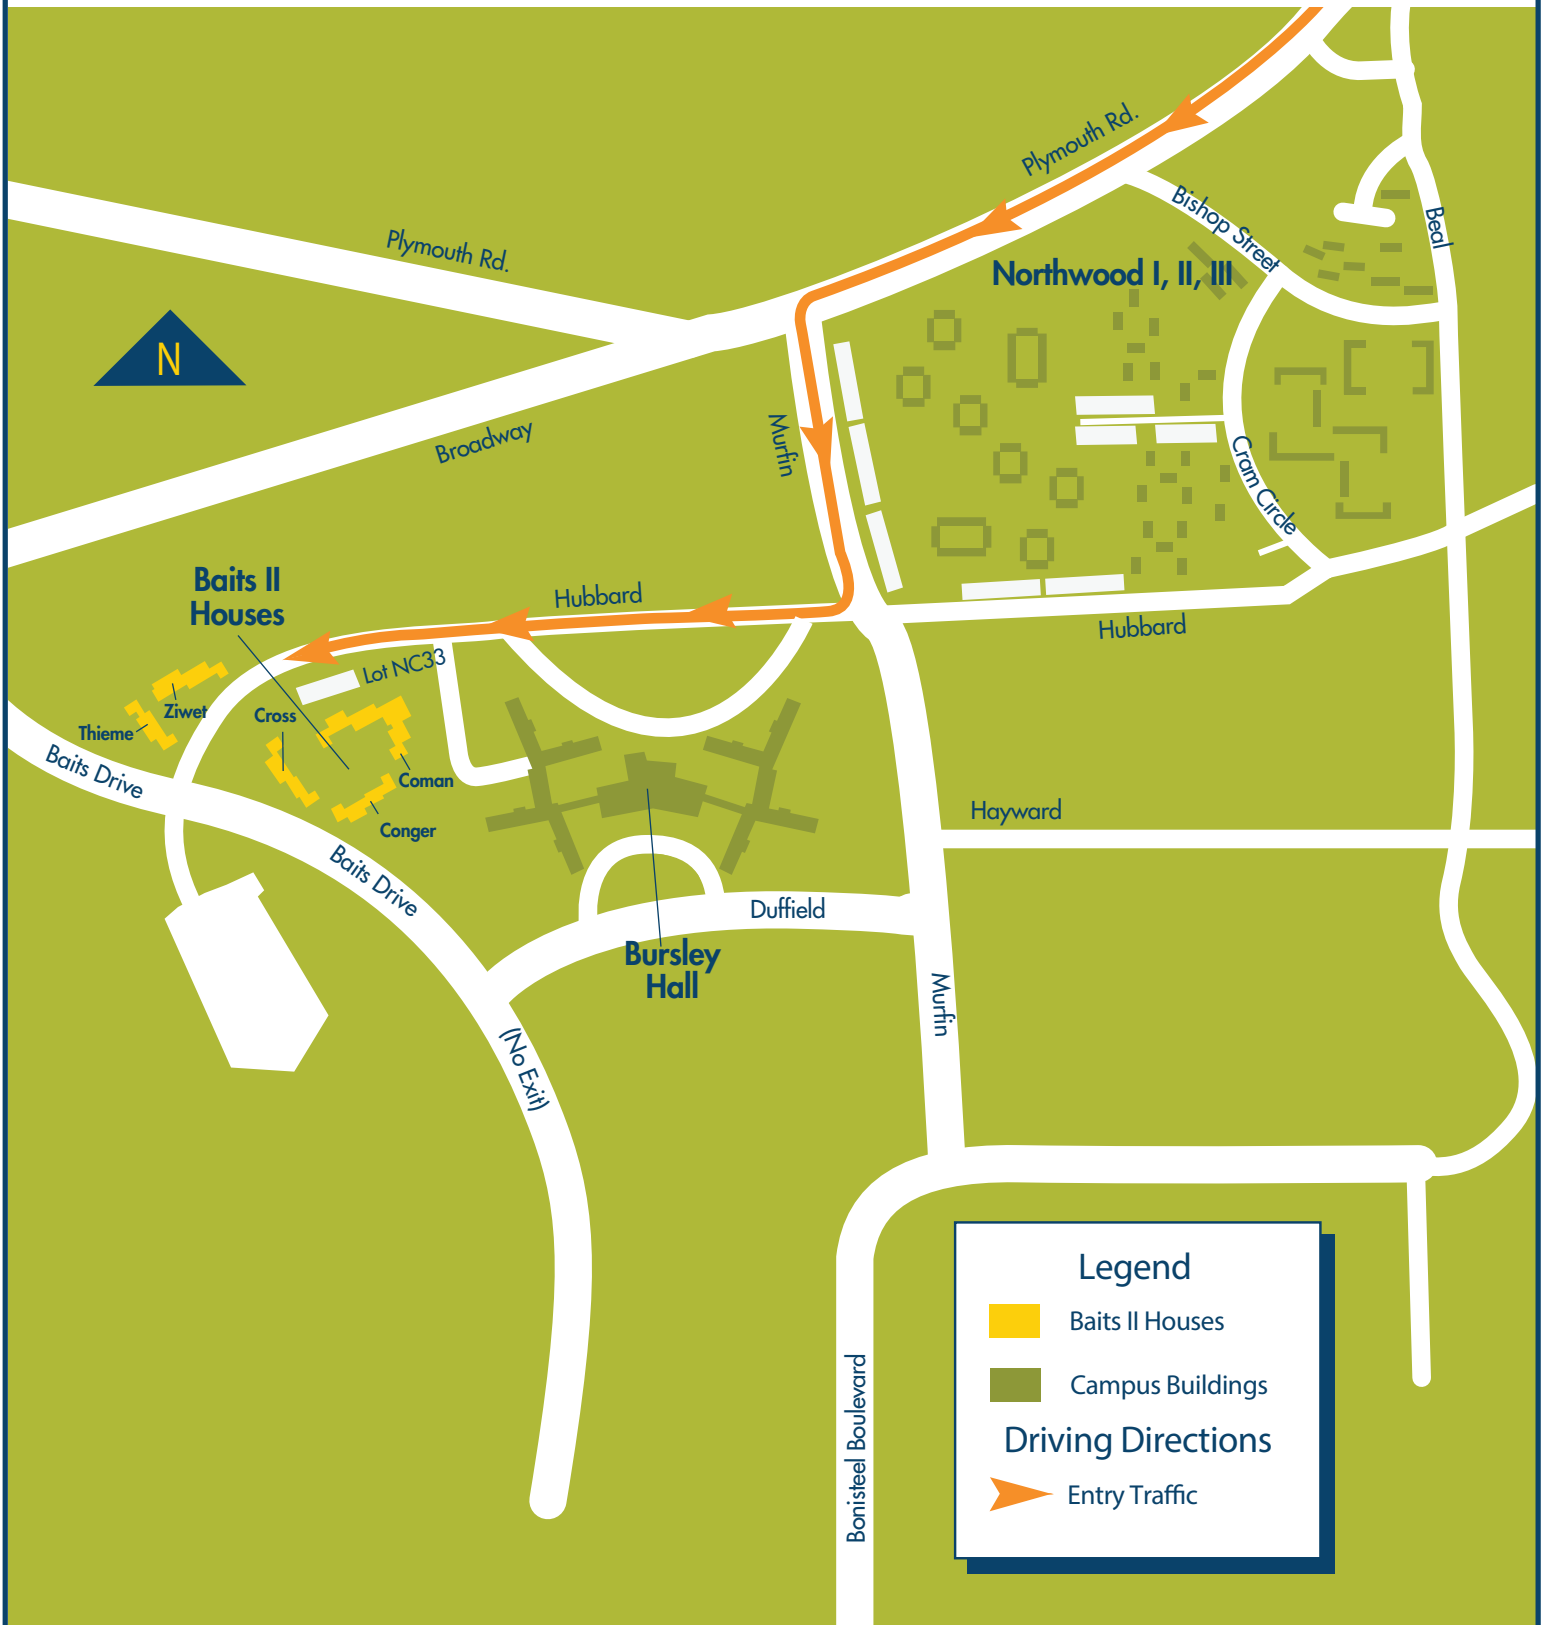 Plymouth Rd.
Bishop Street
Beal
Plymouth Rd.
Northwood I, II, III
N
Murfin
Broadway
Cram Circle
Baits II
Houses
Hubbard
Hubbard
Lot NC33
Ziwet
Cross
Thieme
Baits Drive
Coman
Conger
Hayward
Baits Drive
Duffield
Bursley
Hall
Murfin
(No Exit)
Legend
Baits II Houses
Campus Buildings
Driving Directions
Entry Traffic
Bonisteel Boulevard